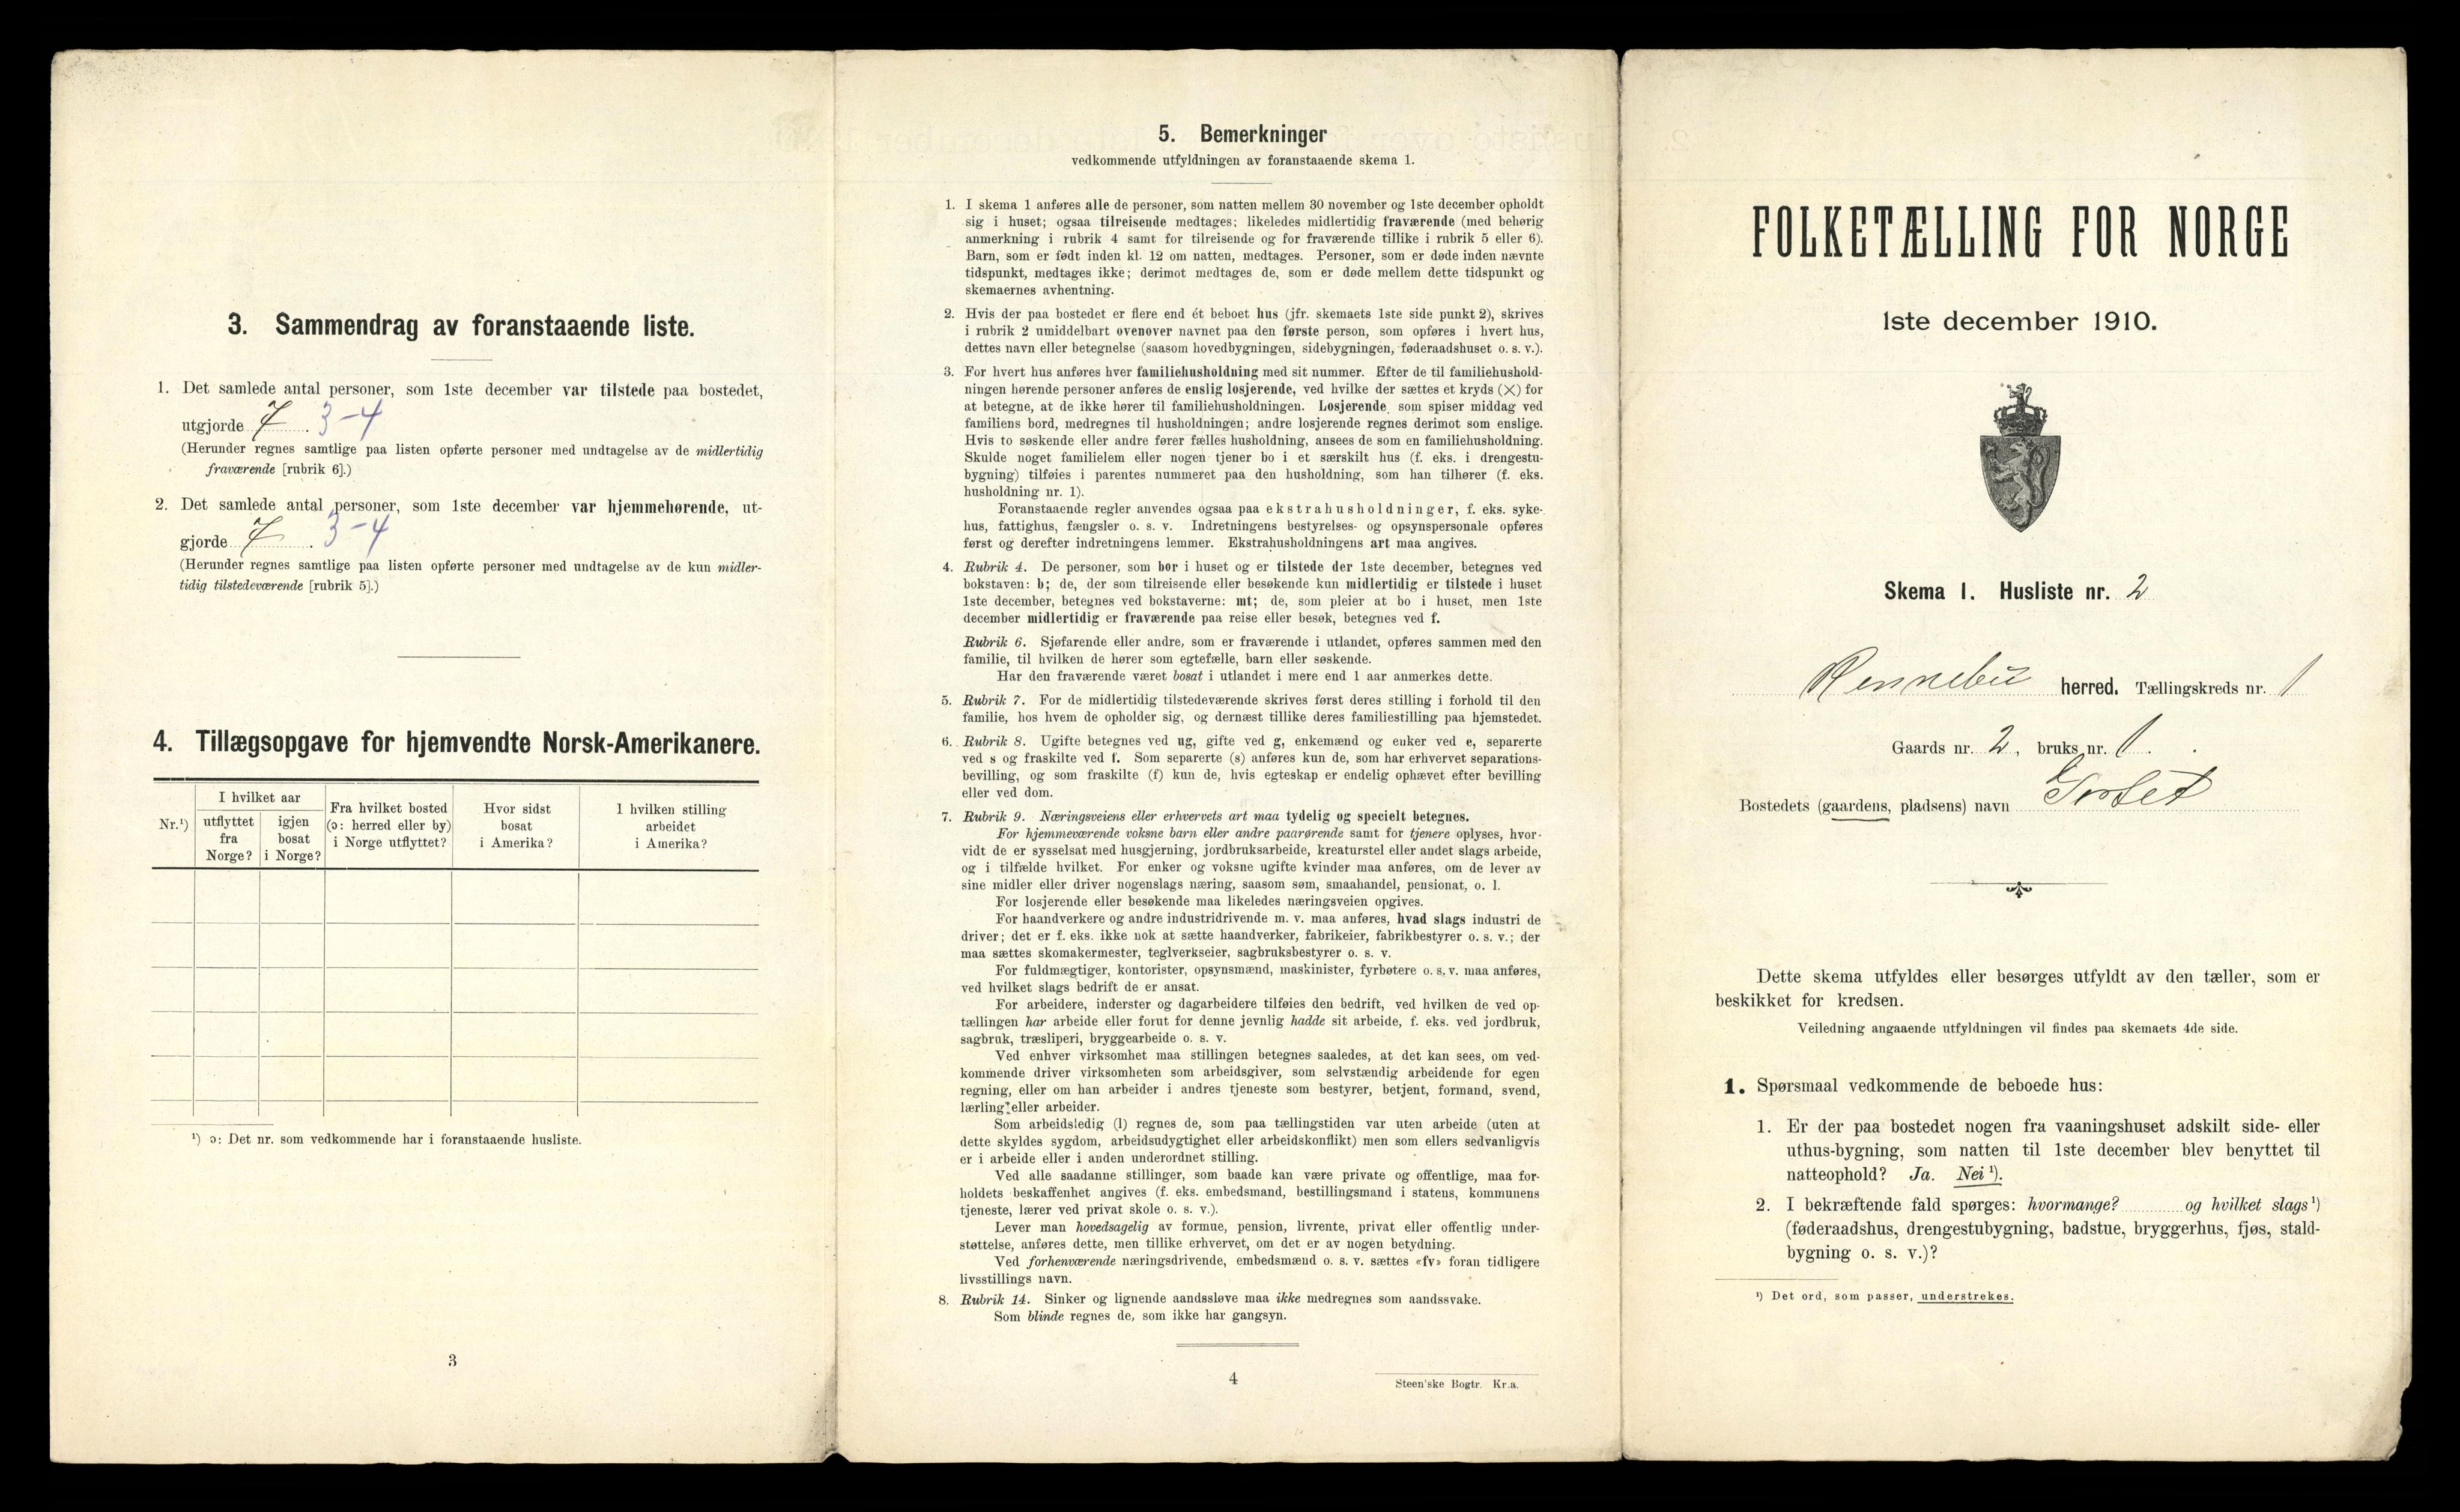 3. Sammendrag av foranstaaende liste.
1. Det samlede antal personer, som 1ste december var tilstede paa bostedet,
utgjorde 7. 3-4
(Herunder regnes samtlige paa listen opførte personer med undtagelse av de midlertidig
fraværende [rubrik 6].)
2. Det samlede antal personer, som 1ste december var hjemmehørende, ut-
gjorde 7. 3-4
(Herunder regnes samtlige paa listen opførte personer med undtagelse av de kun midler-
tidig tilstedeværende [rubrik 5].)
4. Tillægsopgave for hjemvendte Norsk-Amerikanere.
Nr.¹)
I hvilket aar
utflyttet
fra
Norge?
igjen
bosat
i Norge?
Fra hvilket bosted
(ɔ: herred eller by)
i Norge utflyttet?
Hvor sidst
bosat
i Amerika?
I hvilken stilling
arbeidet
i Amerika?
¹) ɔ: Det nr. som vedkommende har i foranstaaende husliste.
3
5. Bemerkninger
vedkommende utfyldningen av foranstaaende skema 1.
1. I skema 1 anføres alle de personer, som natten mellem 30 november og 1ste december opholdt
sig i huset; ogsaa tilreisende medtages; likeledes midlertidig fraværende (med behørig
anmerkning i rubrik 4 samt for tilreisende og for fraværende tillike i rubrik 5 eller 6).
Barn, som er født inden kl. 12 om natten, medtages. Personer, som er døde inden nævnte
tidspunkt, medtages ikke; derimot medtages de, som er døde mellem dette tidspunkt og
skemaernes avhentning.
2. Hvis der paa bostedet er flere end ét beboet hus (jfr. skemaets 1ste side punkt 2), skrives
i rubrik 2 umiddelbart ovenover navnet paa den første person, som opføres i hvert hus,
dettes navn eller betegnelse (saasom hovedbygningen, sidebygningen, føderaadshuset o. s. v.).
3. For hvert hus anføres hver familiehusholdning med sit nummer. Efter de til familiehushold-
ningen hørende personer anføres de enslig losjerende, ved hvilke der sættes et kryds (×) for
at betegne, at de ikke hører til familiehusholdningen. Losjerende som spiser middag ved
familiens bord, medregnes til husholdningen; andre losjerende regnes derimot som enslige.
Hvis to søskende eller andre fører fælles husholdning, ansees de som en familiehusholdning.
Skulde noget familielem eller nogen tjener bo i et særskilt hus (f. eks. i drengestu-
bygning) tilføies i parentes nummeret paa den husholdning, som han tilhører (f. eks.
husholdning nr. 1).
Foranstaaende regler anvendes ogsaa paa ekstrahusholdninger, f. eks. syke-
hus, fattighus, fængsler o. s. v. Indretningens bestyrelses- og opsynspersonale opføres
først og derefter indretningens lemmer. Ekstrahusholdningens art maa angives.
4. Rubrik 4. De personer, som bor i huset og er tilstede der 1ste december, betegnes ved
bokstaven: b; de, der som tilreisende eller besøkende kun midlertidig er tilstede i huset
1ste december, betegnes ved bokstaverne: mt; de, som pleier at bo i huset, men 1ste
december midlertidig er fraværende paa reise eller besøk, betegnes ved f.
Rubrik 6. Sjøfarende eller andre, som er fraværende i utlandet, opføres sammen med den
familie, til hvilken de hører som egtefælle, barn eller søskende.
Har den fraværende været bosat i utlandet i mere end 1 aar anmerkes dette.
5. Rubrik 7. For de midlertidig tilstedeværende skrives først deres stilling i forhold til den
familie, hos hvem de opholder sig, og dernæst tillike deres familiestilling paa hjemstedet.
6. Rubrik 8. Ugifte betegnes ved ug, gifte ved g, enkemænd og enker ved e, separerte
ved s og fraskilte ved f. Som separerte (s) anføres kun de, som har erhvervet separations-
bevilling, og som fraskilte (f) kun de, hvis egteskap er endelig ophævet efter bevilling
eller ved dom.
7. Rubrik 9. Næringsveiens eller erhvervets art maa tydelig og specielt betegnes.
For hjemmeværende voksne barn eller andre paarørende samt for tjenere oplyses, hvor-
vidt de er sysselsat med husgjerning, jordbruksarbeide, kreaturstel eller andet slags arbeide,
og i tilfælde hvilket. For enker og voksne ugifte kvinder maa anføres, om de lever av
sine midler eller driver nogenslags næring, saasom søm, smaahandel, pensionat, o. l.
For losjerende eller besøkende maa likeledes næringsveien opgives.
For haandverkere og andre industridrivende m. v. maa anføres, hvad slags industri de
driver; det er f. eks. ikke nok at sætte haandverker, fabrikeier, fabrikbestyrer o. s. v.; der
maa sættes skomakermester, teglverkseier, sagbruksbestyrer o. s. v.
For fuldmægtiger, kontorister, opsynsmænd, maskinister, fyrbøtere o. s. v. maa anføres,
ved hvilket slags bedrift de er ansat.
For arbeidere, inderster og dagarbeidere tilføies den bedrift, ved hvilken de ved op-
tællingen har arbeide eller forut for denne jevnlig hadde sit arbeide, f. eks. ved jordbruk,
sagbruk, træsliperi, bryggearbeide o. s. v.
Ved enhver virksomhet maa stillingen betegnes saaledes, at det kan sees, om ved-
kommende driver virksomheten som arbeidsgiver, som selvstændig arbeidende for egen
regning, eller om han arbeider i andres tjeneste som bestyrer, betjent, formand, svend,
lærling eller arbeider.
Som arbeidsledig (l) regnes de, som paa tællingstiden var uten arbeide (uten at
dette skyldes sygdom, arbeidsudygtighet eller arbeidskonflikt) men som ellers sedvanligvis
er i arbeide eller i anden underordnet stilling.
Ved alle saadanne stillinger, som baade kan være private og offentlige, maa for-
holdets beskaffenhet angives (f. eks. embedsmand, bestillingsmand i statens, kommunens
tjeneste, lærer ved privat skole o. s. v.).
Lever man hovedsagelig av formue, pension, livrente, privat eller offentlig under-
støttelse, anføres dette, men tillike erhvervet, om det er av nogen betydning.
Ved forhenværende næringsdrivende, embedsmænd o. s. v. sættes «fv» foran tidligere
livsstillings navn.
8. Rubrik 14. Sinker og lignende aandssløve maa ikke medregnes som aandssvake.
Som blinde regnes de, som ikke har gangsyn.
4
Steen'ske Bogtr. Kr.a.
FOLKETÆLLING FOR NORGE
1ste december 1910.
Skema 1. Husliste nr. 2
Rennebu herred. Tællingskreds nr. 1
Gaards nr. 2, bruks nr. 1.
Bostedets (gaardens, pladsens) navn
Dette skema utfyldes eller besørges utfyldt av den tæller, som er
beskikket for kredsen.
Veiledning angaaende utfyldningen vil findes paa skemaets 4de side.
1. Spørsmaal vedkommende de beboede hus:
1. Er der paa bostedet nogen fra vaaningshuset adskilt side- eller
uthus-bygning, som natten til 1ste december blev benyttet til
natteophold? Ja. Nei ¹).
2. I bekræftende fald spørges: hvormange? og hvilket slags ¹)
(føderaadshus, drengestubygning, badstue, bryggerhus, fjøs, stald-
bygning o. s. v.)?
¹) Det ord, som passer, understrekes.